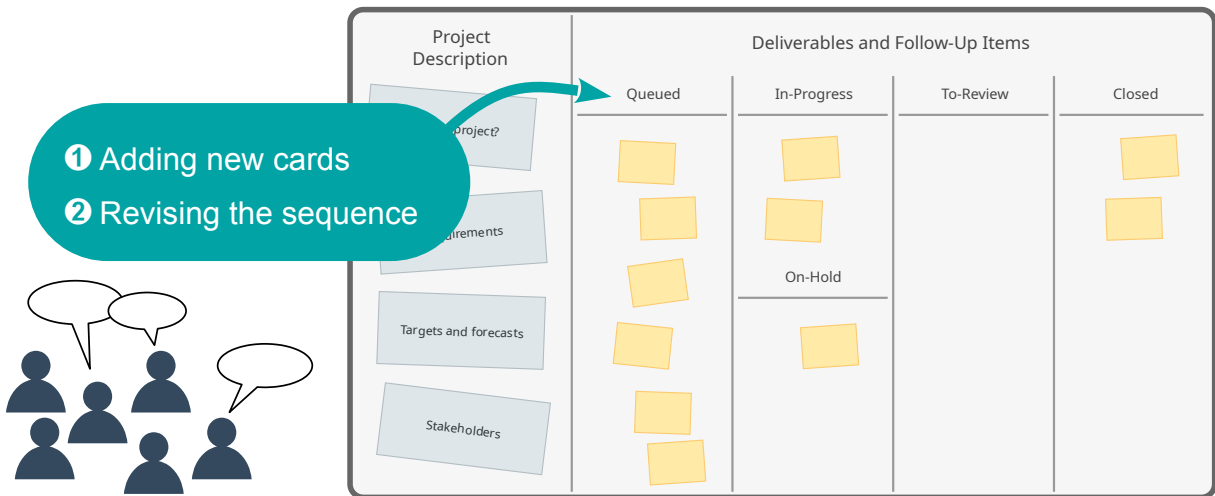 Project
Description
Deliverables and Follow-Up Items
Queued
In-Progress
To-Review
Closed
project?
❶ Adding new cards
❷ Revising the sequence
On-Hold
Targets and forecasts
Stakeholders